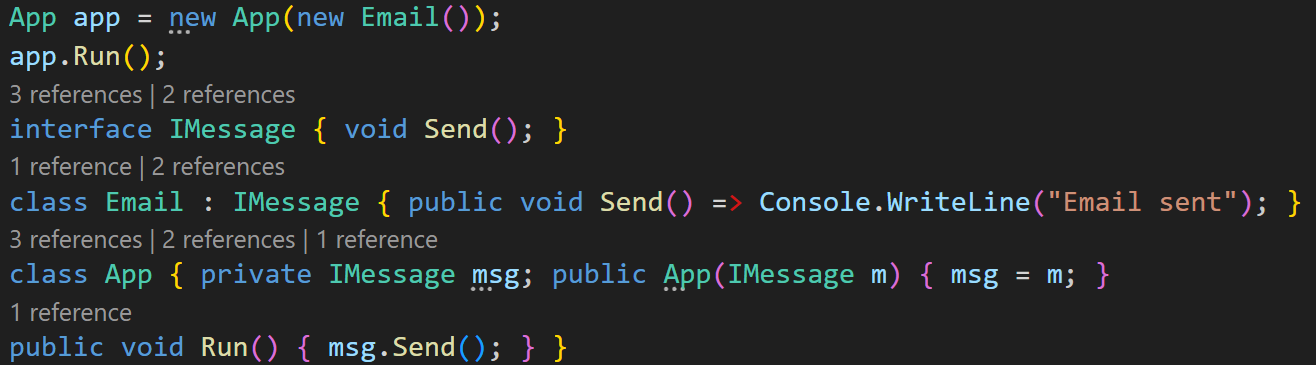 App app = new App(new Email());
app.Run();
3 references | 2 references
interface IMessage { void Send(); }
1 reference | 2 references
class Email : IMessage { public void Send() => Console.WriteLine("Email sent"); }
3 references | 2 references | 1 reference
class App { private IMessage msg; public App(IMessage m) { msg = m; }
1 reference
public void Run() { msg.Send(); } }